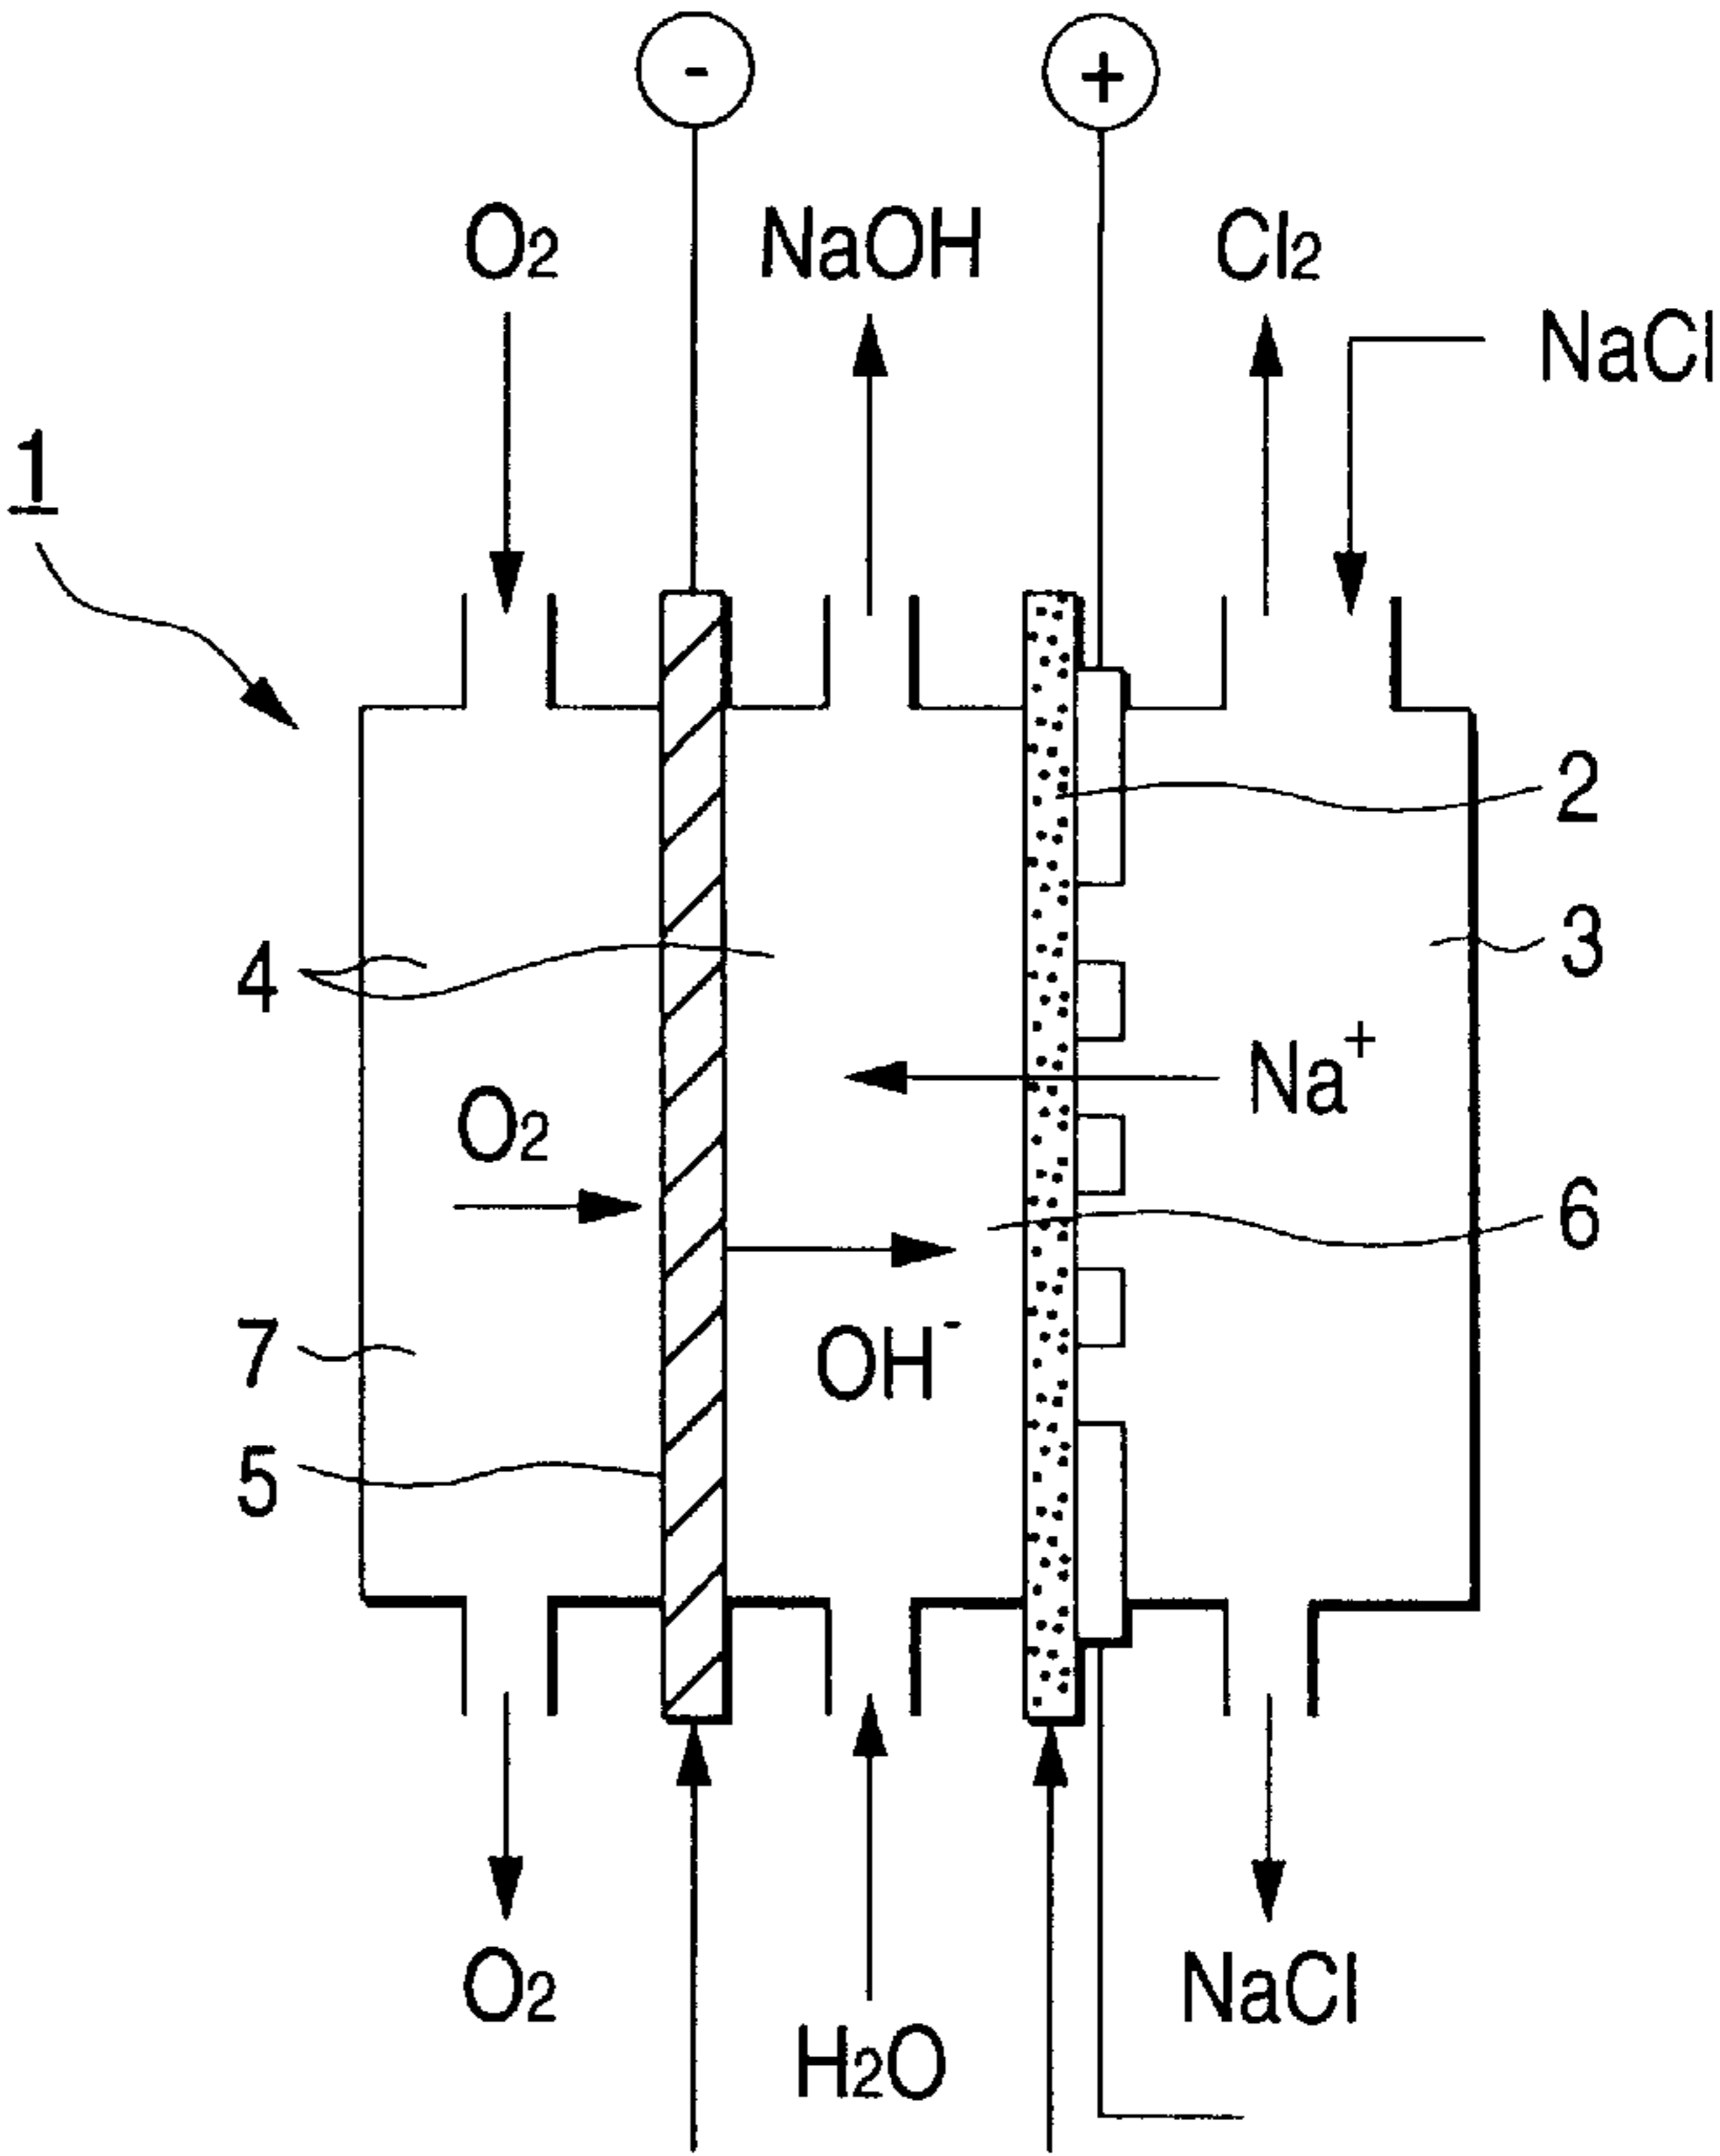 - +
O2 NaOH Cl2
NaCl
1
2
4 3
Na+
O2
6
OH-
7
5
O2 NaCl
H2O